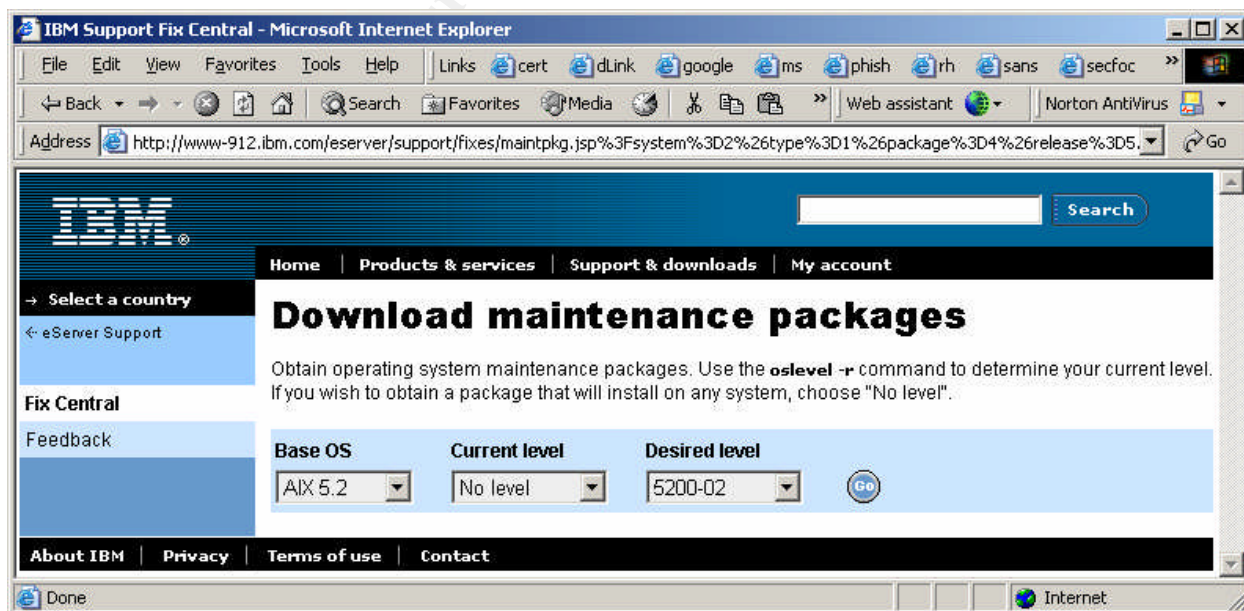 IBM Support Fix Central - Microsoft Internet Explorer
File Edit View Favorites Tools Help Links cert dLink google ms phish rh sans secfoc »
Back Search Favorites Media » Web assistant Norton AntiVirus
Address http://www-912.ibm.com/eserver/support/fixes/maintpkg.jsp%3Fsystem%3D2%26type%3D1%26package%3D4%26release%3D5. Go
IBM®
Search
Home | Products & services | Support & downloads | My account
→ Select a country
← eServer Support
Fix Central
Feedback
Download maintenance packages
Obtain operating system maintenance packages. Use the oslevel -r command to determine your current level.
If you wish to obtain a package that will install on any system, choose "No level".
Base OS Current level Desired level
AIX 5.2 No level 5200-02 Go
About IBM | Privacy | Terms of use | Contact
Done Internet